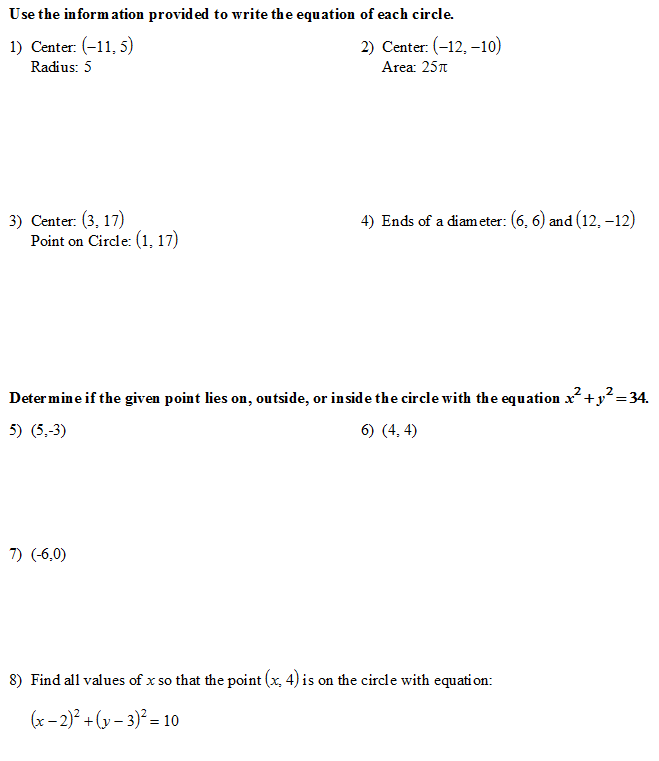 Use the information provided to write the equation of each circle.
1) Center: (−11, 5)
Radius: 5
2) Center: (−12, −10)
Area: 25π
3) Center: (3, 17)
Point on Circle: (1, 17)
4) Ends of a diameter: (6, 6) and (12, −12)
Determine if the given point lies on, outside, or inside the circle with the equation x² + y² = 34.
5) (5,-3)
6) (4, 4)
7) (-6,0)
8) Find all values of x so that the point (x, 4) is on the circle with equation:
(x − 2)² + (y − 3)² = 10